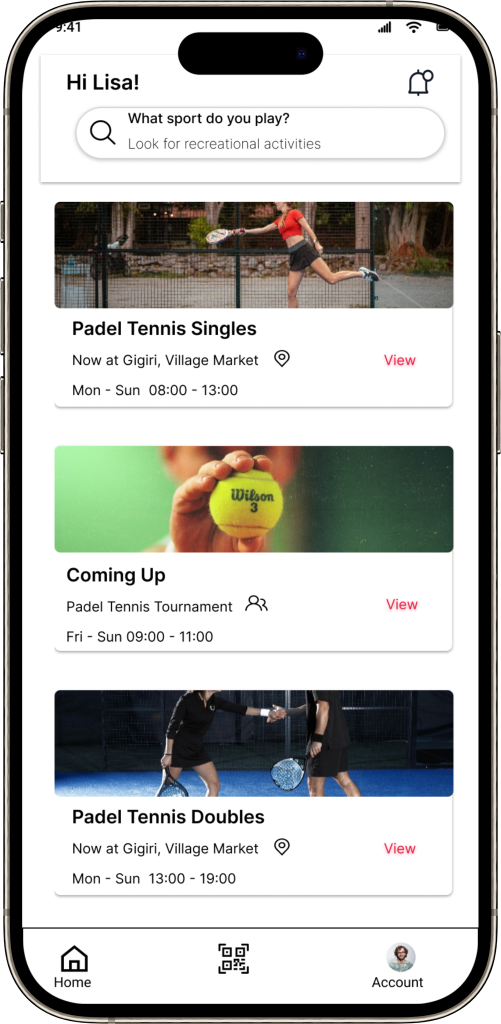 9:41
Hi Lisa!
What sport do you play?
Look for recreational activities
Padel Tennis Singles
Now at Gigiri, Village Market
View
Mon - Sun 08:00 - 13:00
Wilson
3
Coming Up
Padel Tennis Tournament
View
Fri - Sun 09:00 - 11:00
Padel Tennis Doubles
Now at Gigiri, Village Market
View
Mon - Sun 13:00 - 19:00
Home
Account